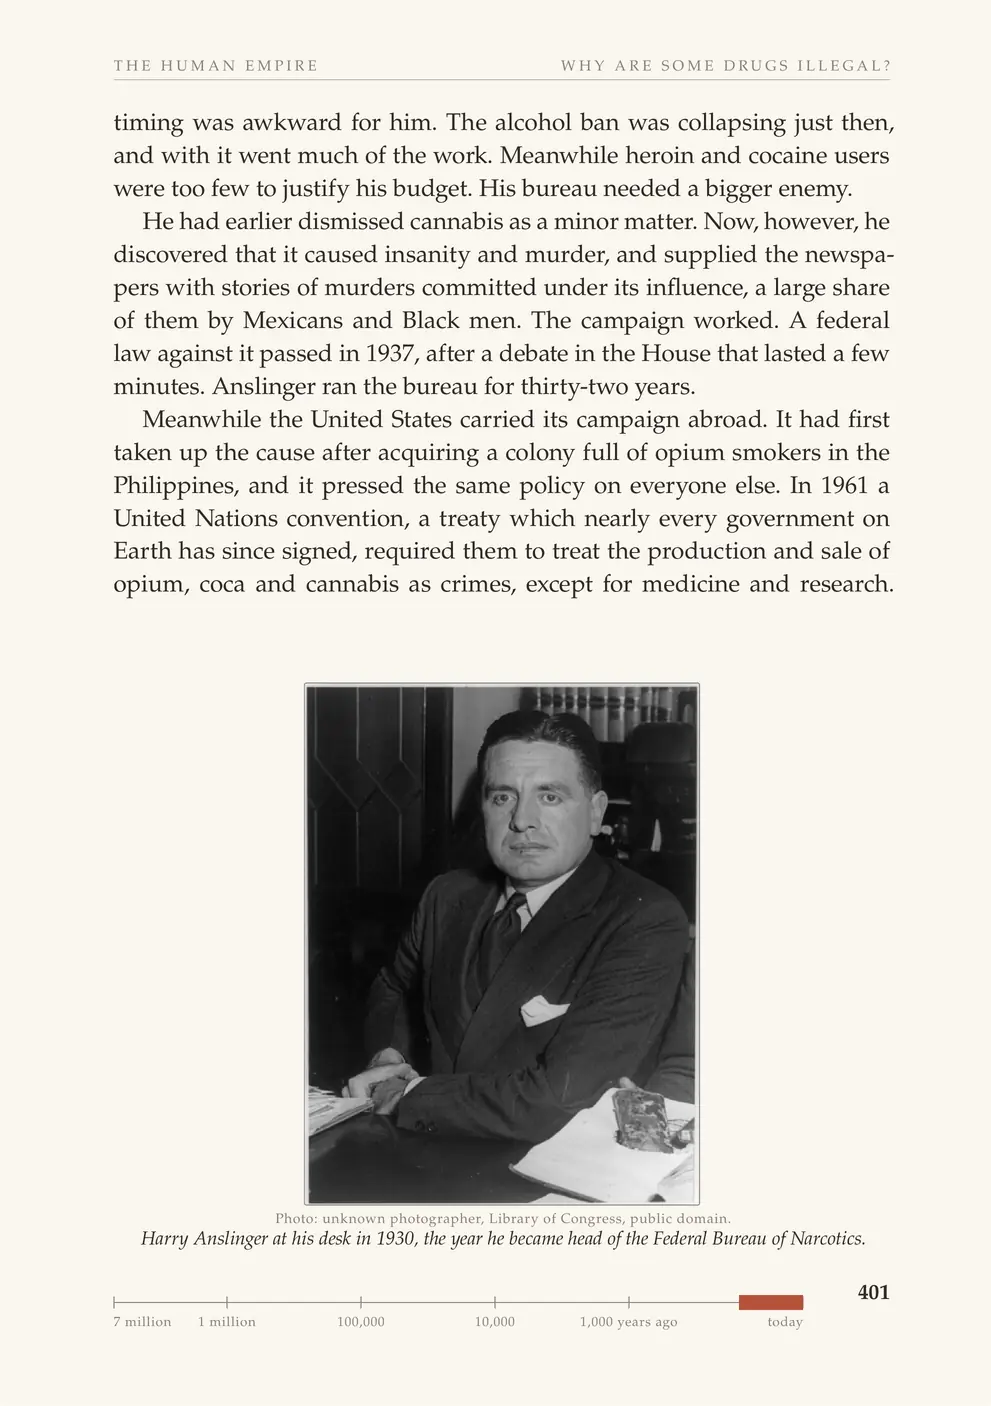 THE HUMAN EMPIRE
WHY ARE SOME DRUGS ILLEGAL?
timing was awkward for him. The alcohol ban was collapsing just then,
and with it went much of the work. Meanwhile heroin and cocaine users
were too few to justify his budget. His bureau needed a bigger enemy.
He had earlier dismissed cannabis as a minor matter. Now, however, he
discovered that it caused insanity and murder, and supplied the newspa-
pers with stories of murders committed under its influence, a large share
of them by Mexicans and Black men. The campaign worked. A federal
law against it passed in 1937, after a debate in the House that lasted a few
minutes. Anslinger ran the bureau for thirty-two years.
Meanwhile the United States carried its campaign abroad. It had first
taken up the cause after acquiring a colony full of opium smokers in the
Philippines, and it pressed the same policy on everyone else. In 1961 a
United Nations convention, a treaty which nearly every government on
Earth has since signed, required them to treat the production and sale of
opium, coca and cannabis as crimes, except for medicine and research.
Photo: unknown photographer, Library of Congress, public domain.
Harry Anslinger at his desk in 1930, the year he became head of the Federal Bureau of Narcotics.
401
7 million
1 million
100,000
10,000
1,000 years ago
today